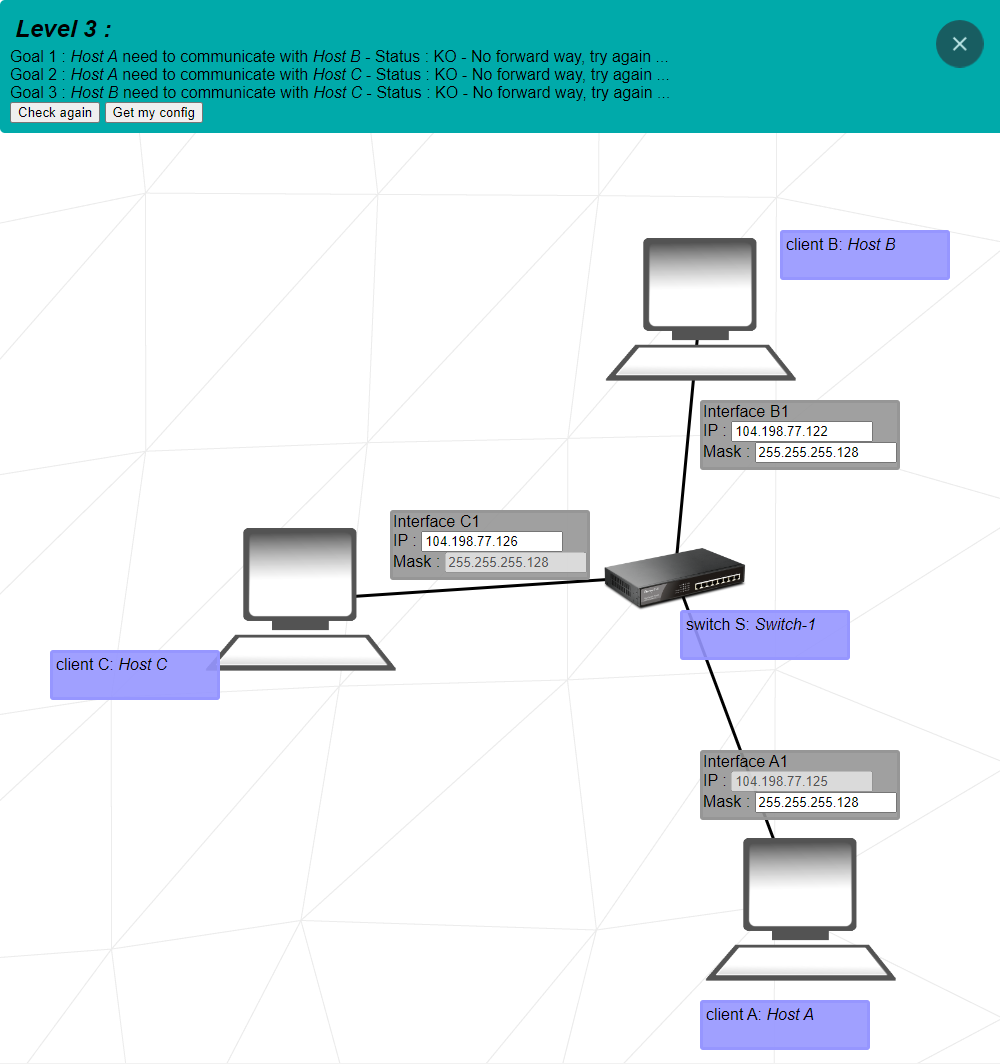 Level 3 :
Goal 1 : Host A need to communicate with Host B - Status : KO - No forward way, try again ...
Goal 2 : Host A need to communicate with Host C - Status : KO - No forward way, try again ...
Goal 3 : Host B need to communicate with Host C - Status : KO - No forward way, try again ...
Check again Get my config
client B: Host B
Interface B1
IP : 104.198.77.122
Mask : 255.255.255.128
Interface C1
IP : 104.198.77.126
Mask : 255.255.255.128
switch S: Switch-1
client C: Host C
Interface A1
IP : 104.198.77.125
Mask : 255.255.255.128
client A: Host A